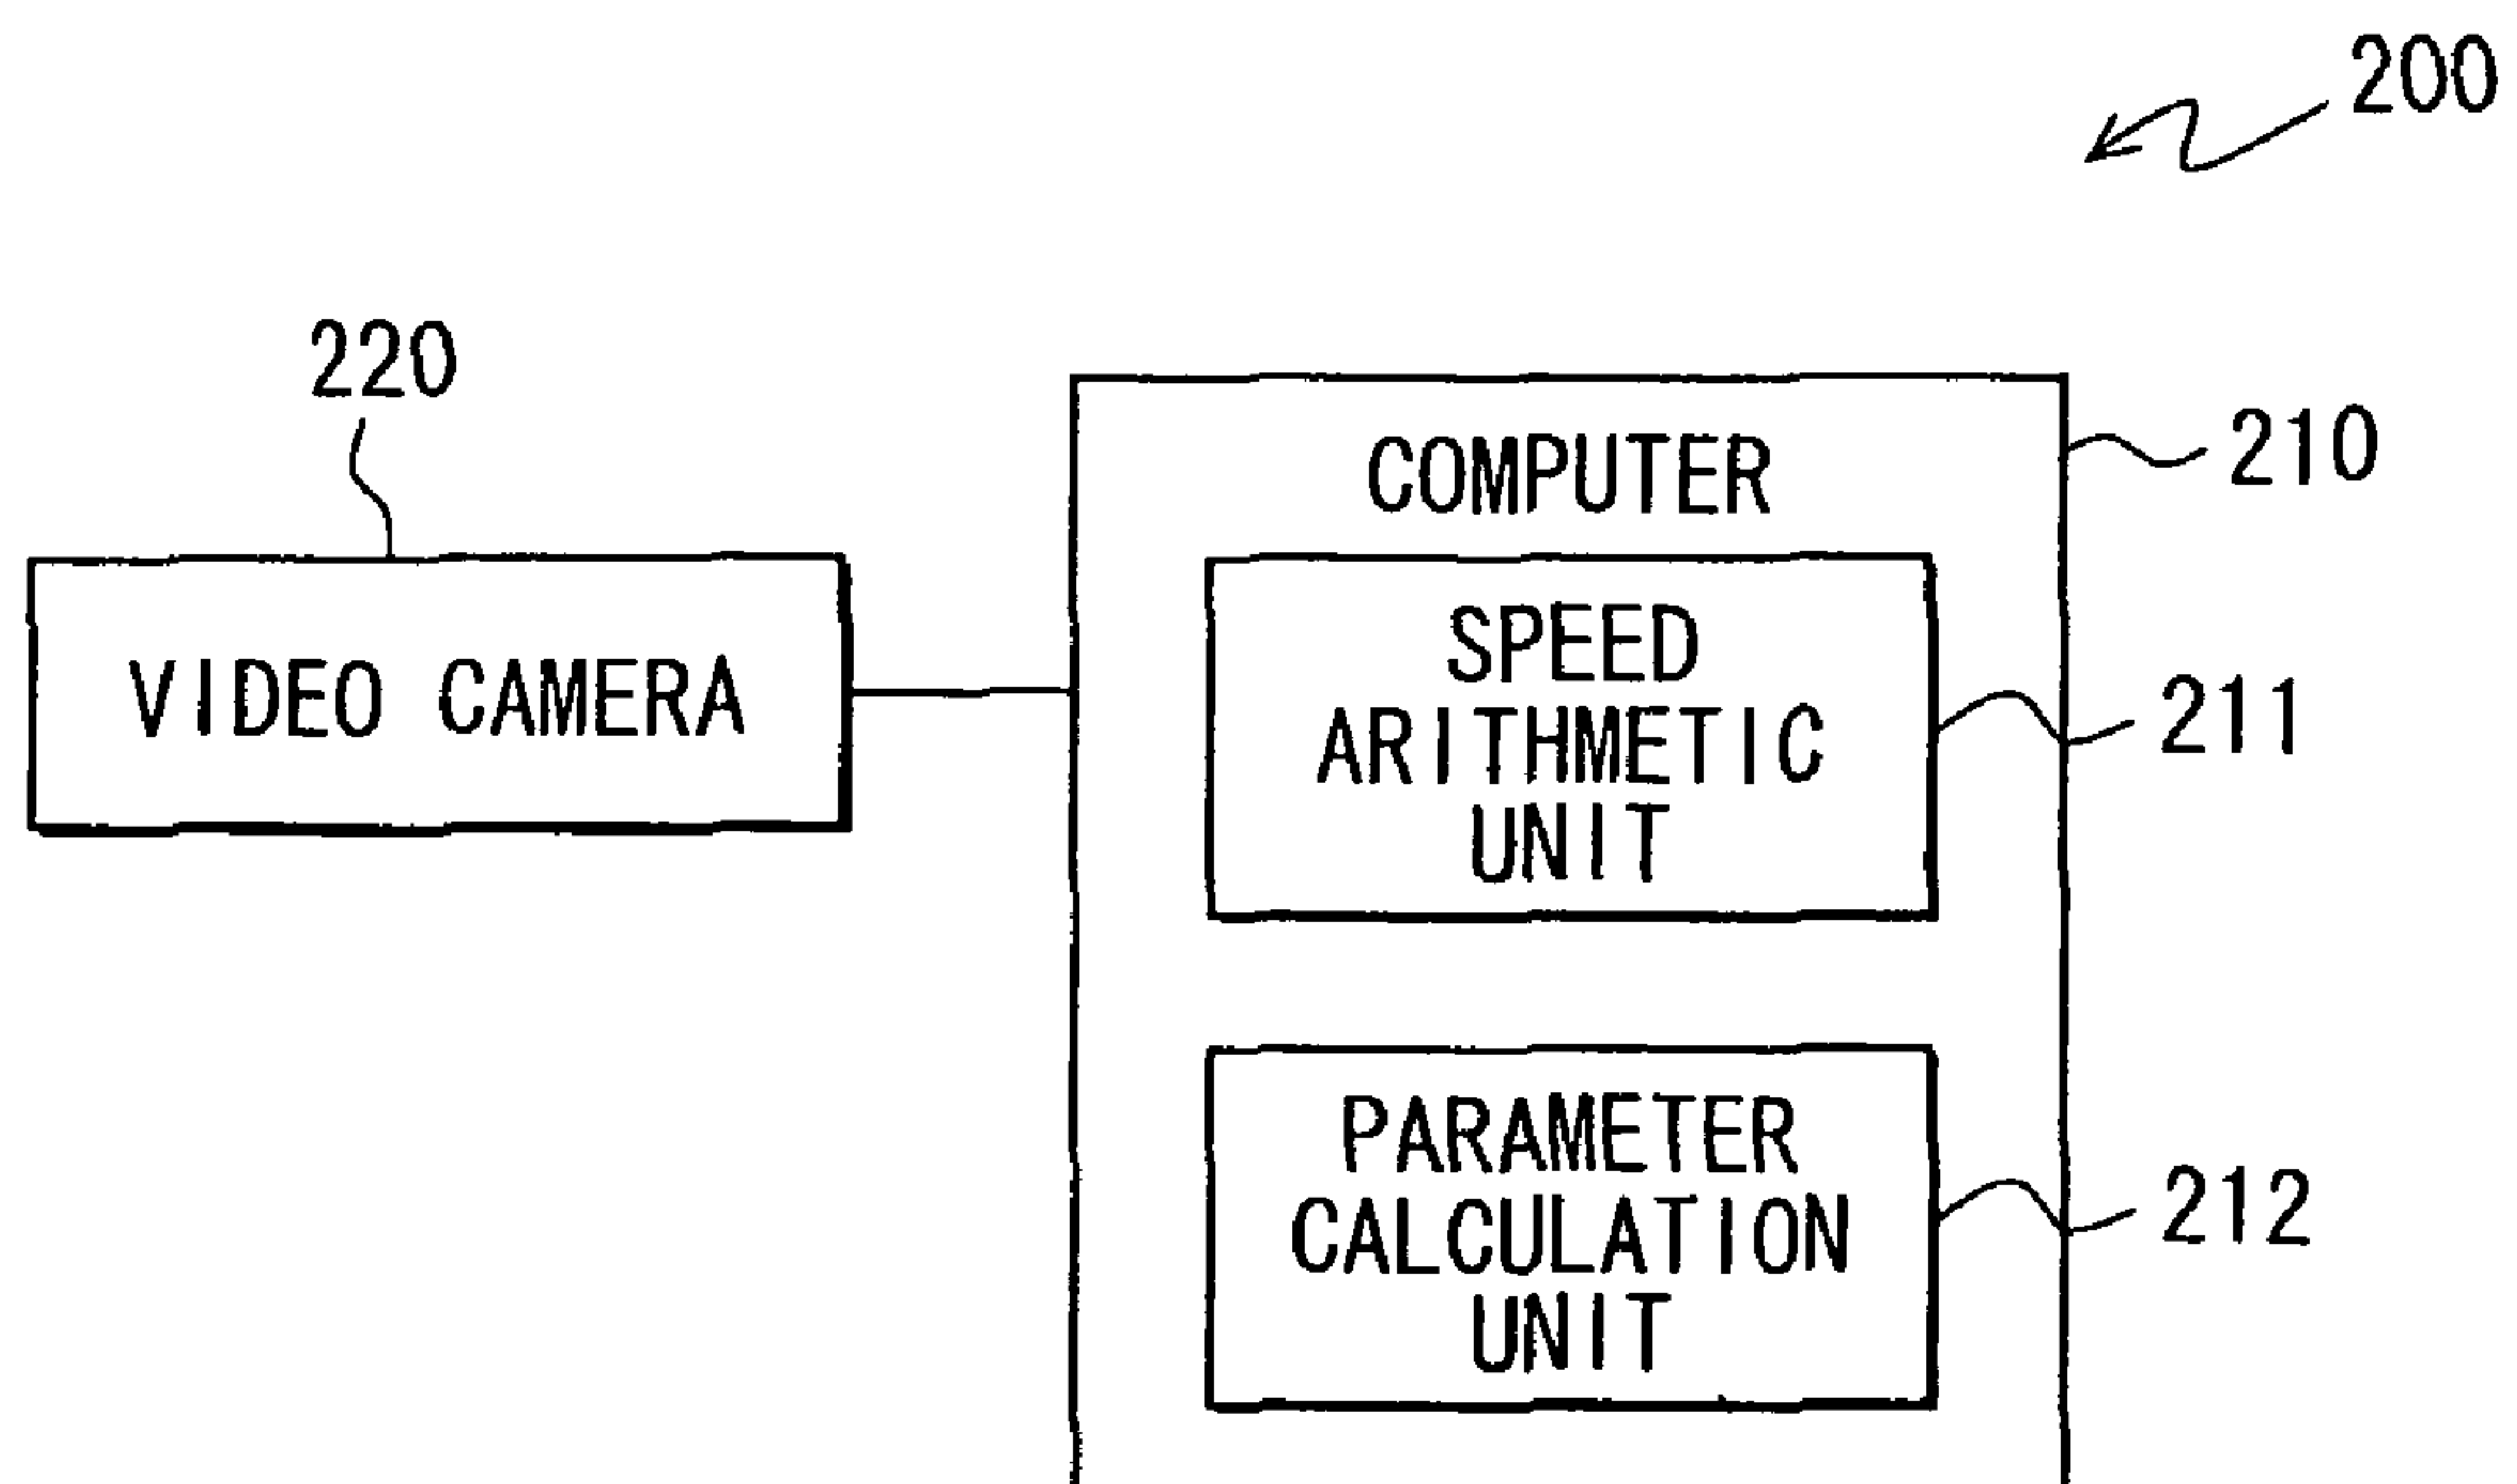 200
220
COMPUTER
210
SPEED
ARITHMETIC
UNIT
211
VIDEO CAMERA
PARAMETER
CALCULATION
UNIT
212